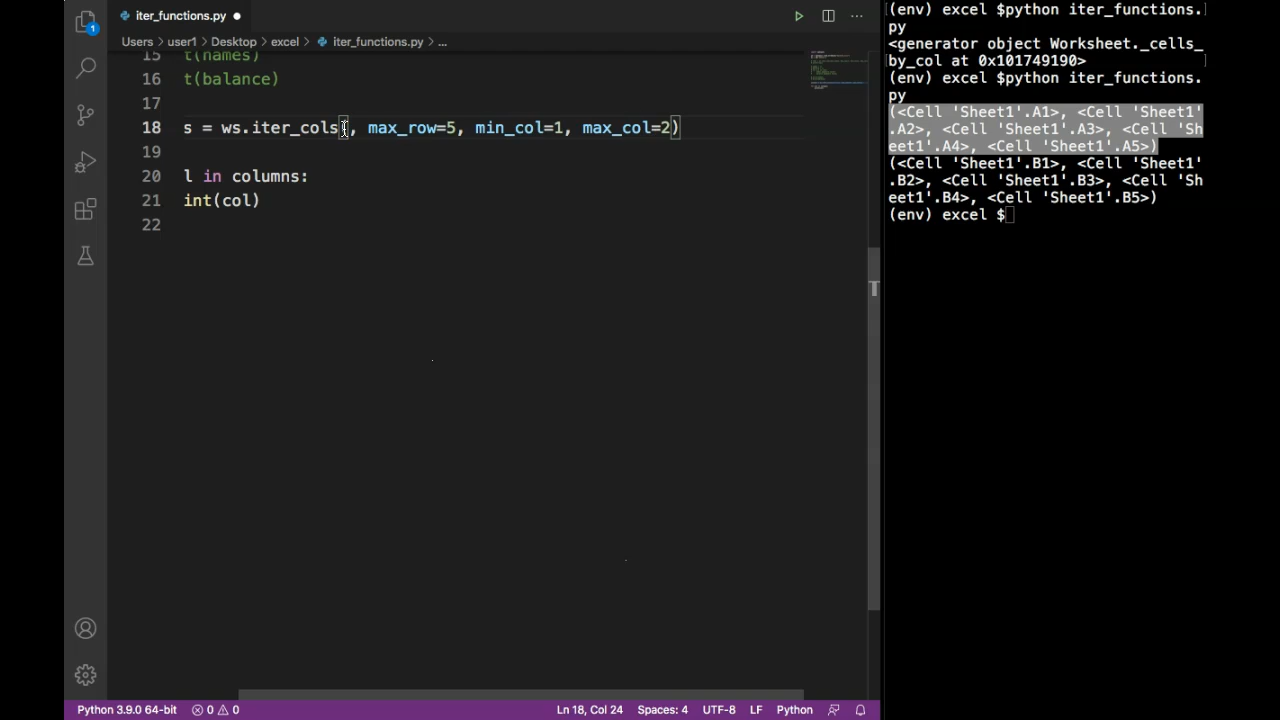 iter_functions.py
Users > user1 > Desktop > excel > iter_functions.py > ...
15 t(names)
16 t(balance)
17
18 s = ws.iter_cols(, max_row=5, min_col=1, max_col=2)
19
20 l in columns:
21 int(col)
22
1
Python 3.9.0 64-bit
0 0
Ln 18, Col 24
Spaces: 4
UTF-8
LF
Python
(env) excel $python iter_functions.
py
<generator object Worksheet._cells_
by_col at 0x101749190>
(env) excel $python iter_functions.
py
(<Cell 'Sheet1'.A1>, <Cell 'Sheet1'
.A2>, <Cell 'Sheet1'.A3>, <Cell 'Sh
eet1'.A4>, <Cell 'Sheet1'.A5>)
(<Cell 'Sheet1'.B1>, <Cell 'Sheet1'
.B2>, <Cell 'Sheet1'.B3>, <Cell 'Sh
eet1'.B4>, <Cell 'Sheet1'.B5>)
(env) excel $